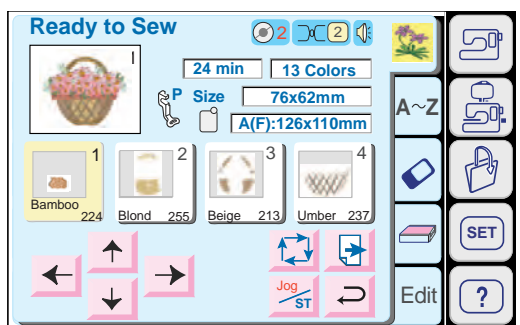 Ready to Sew
2
2
1
24 min
13 Colors
P
Size
76x62mm
A(F):126x110mm
A~Z
1
Bamboo
224
2
Blond
255
3
Beige
213
4
Umber
237
SET
Jog
ST
Edit
?